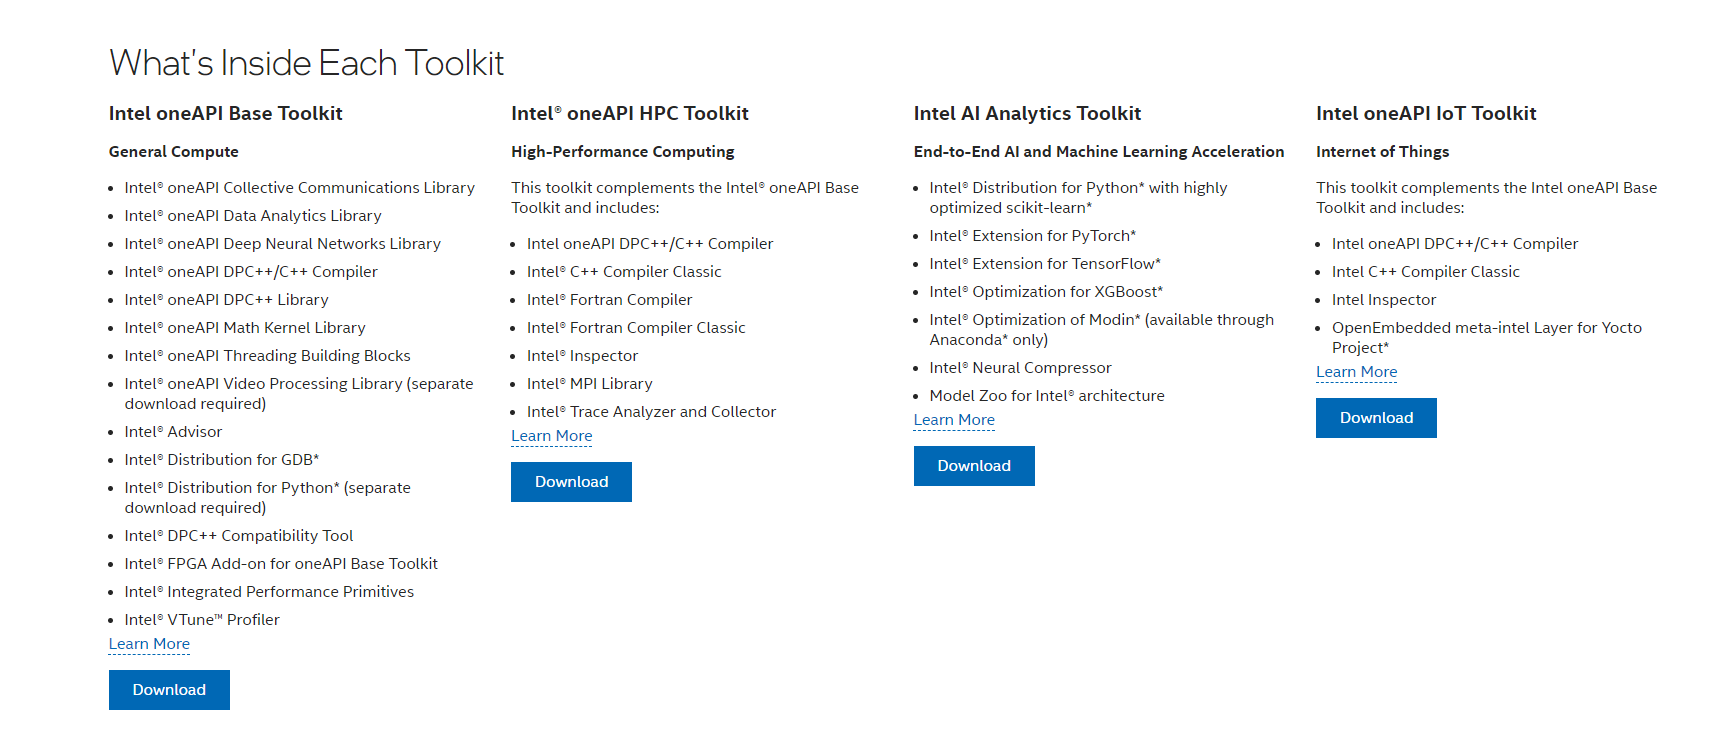 What's Inside Each Toolkit
Intel oneAPI Base Toolkit
General Compute
• Intel® oneAPI Collective Communications Library
• Intel® oneAPI Data Analytics Library
• Intel® oneAPI Deep Neural Networks Library
• Intel® oneAPI DPC++/C++ Compiler
• Intel® oneAPI DPC++ Library
• Intel® oneAPI Math Kernel Library
• Intel® oneAPI Threading Building Blocks
• Intel® oneAPI Video Processing Library (separate
download required)
• Intel® Advisor
• Intel® Distribution for GDB*
• Intel® Distribution for Python* (separate
download required)
• Intel® DPC++ Compatibility Tool
• Intel® FPGA Add-on for oneAPI Base Toolkit
• Intel® Integrated Performance Primitives
• Intel® VTune™ Profiler
Learn More
Download
Intel® oneAPI HPC Toolkit
High-Performance Computing
This toolkit complements the Intel® oneAPI Base
Toolkit and includes:
• Intel oneAPI DPC++/C++ Compiler
• Intel® C++ Compiler Classic
• Intel® Fortran Compiler
• Intel® Fortran Compiler Classic
• Intel® Inspector
• Intel® MPI Library
• Intel® Trace Analyzer and Collector
Learn More
Download
Intel AI Analytics Toolkit
End-to-End AI and Machine Learning Acceleration
• Intel® Distribution for Python* with highly
optimized scikit-learn*
• Intel® Extension for PyTorch*
• Intel® Extension for TensorFlow*
• Intel® Optimization for XGBoost*
• Intel® Optimization of Modin* (available through
Anaconda* only)
• Intel® Neural Compressor
• Model Zoo for Intel® architecture
Learn More
Download
Intel oneAPI IoT Toolkit
Internet of Things
This toolkit complements the Intel oneAPI Base
Toolkit and includes:
• Intel oneAPI DPC++/C++ Compiler
• Intel C++ Compiler Classic
• Intel Inspector
• OpenEmbedded meta-intel Layer for Yocto
Project*
Learn More
Download